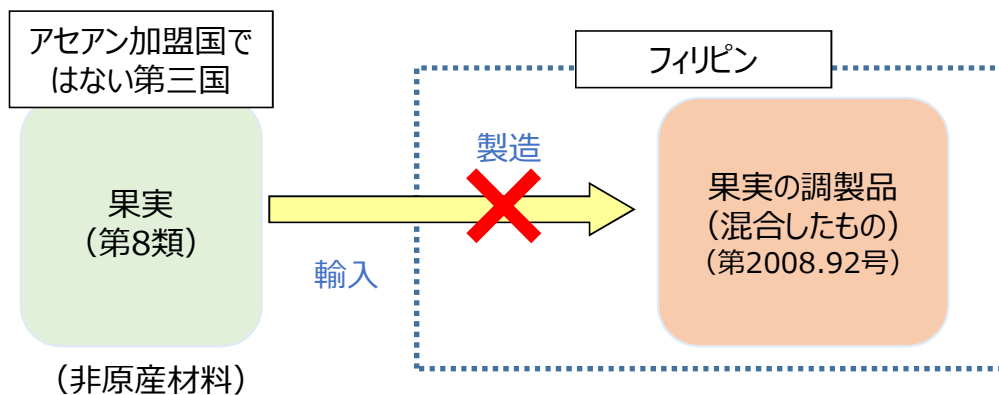 アセアン加盟国で
はない第三国
フィリピン
製造
果実
（第8類）
果実の調製品
（混合したもの）
（第2008.92号）
輸入
（非原産材料）